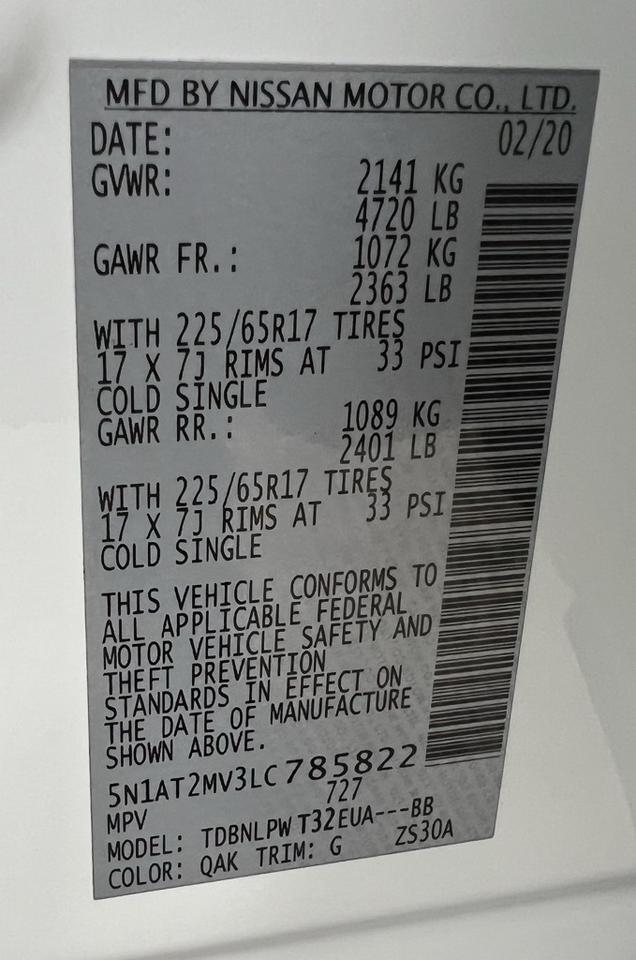 MFD BY NISSAN MOTOR CO., LTD.
DATE: 02/20
GVWR: 2141 KG
4720 LB
GAWR FR.: 1072 KG
2363 LB
WITH 225/65R17 TIRES
17 X 7J RIMS AT 33 PSI
COLD SINGLE
GAWR RR.: 1089 KG
2401 LB
WITH 225/65R17 TIRES
17 X 7J RIMS AT 33 PSI
COLD SINGLE
THIS VEHICLE CONFORMS TO
ALL APPLICABLE FEDERAL
MOTOR VEHICLE SAFETY AND
THEFT PREVENTION
STANDARDS IN EFFECT ON
THE DATE OF MANUFACTURE
SHOWN ABOVE.
5N1AT2MV3LC785822
MPV 727
MODEL: TDBNLPW T32EUA---BB
COLOR: QAK TRIM: G ZS30A